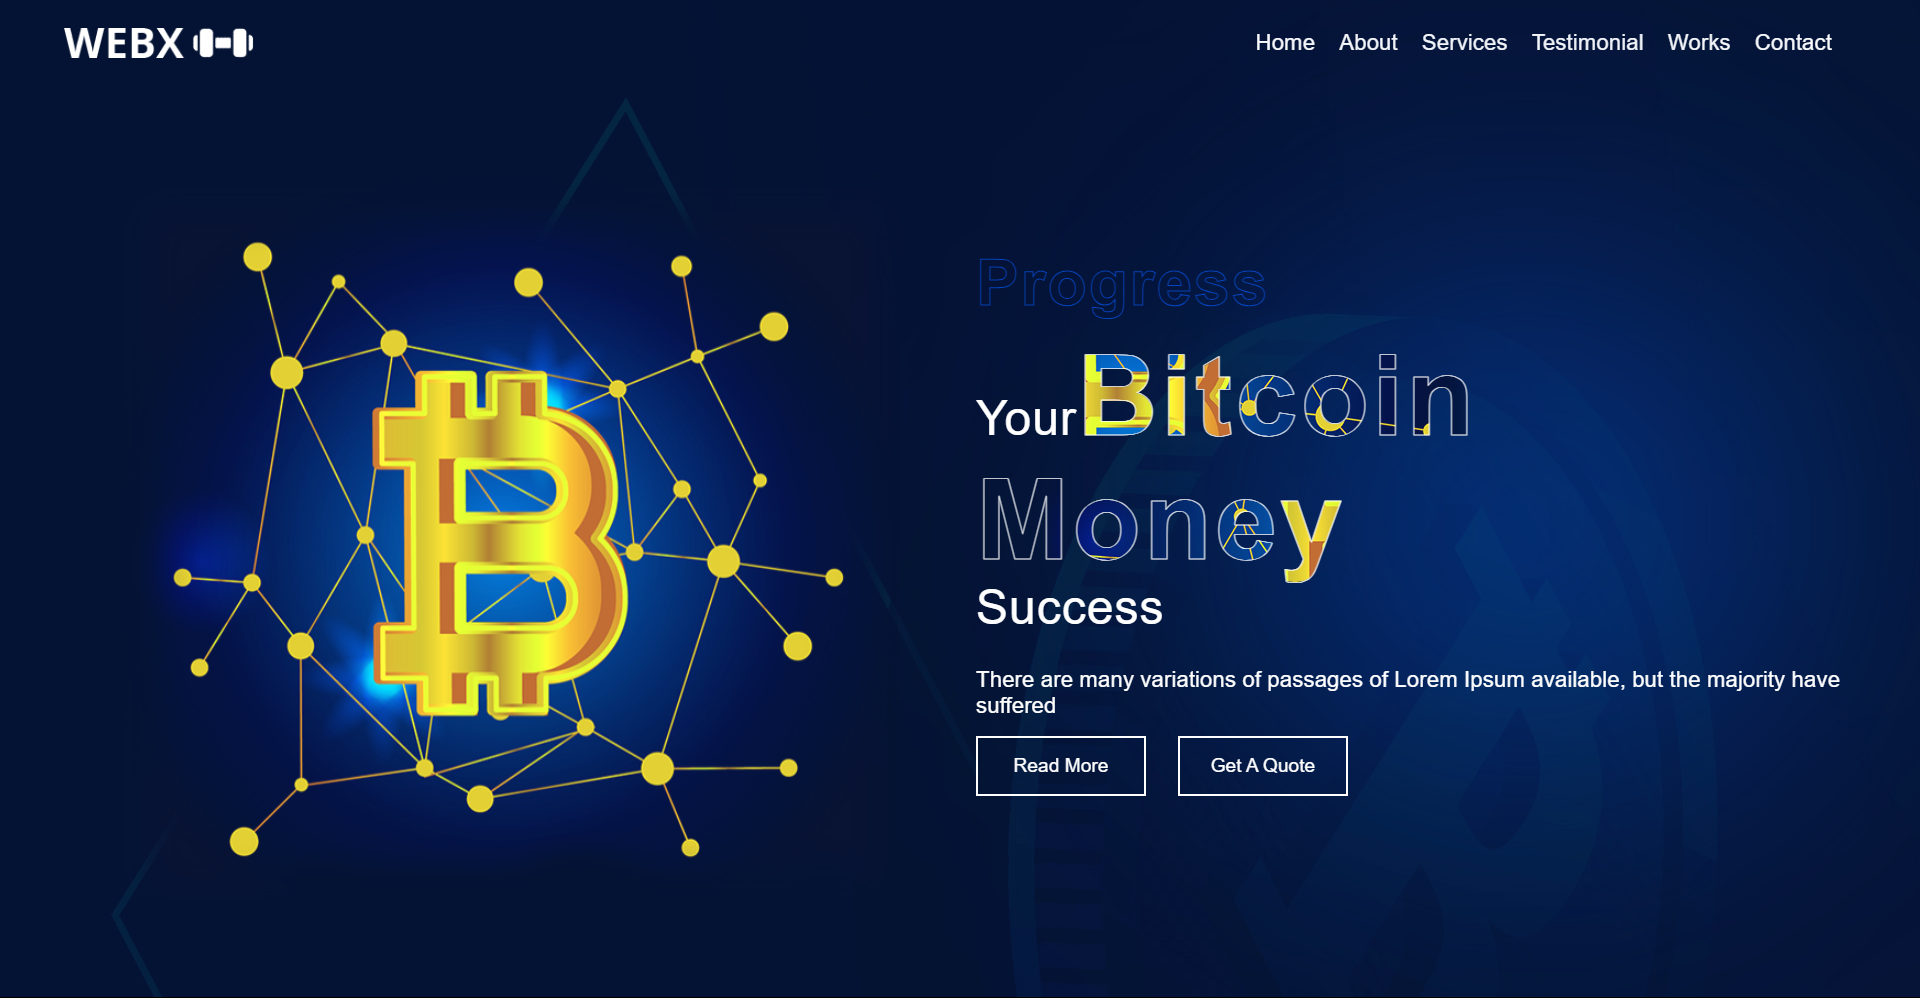 WEBX
Home About Services Testimonial Works Contact
Progress
Your Bitcoin
Money
Success
There are many variations of passages of Lorem Ipsum available, but the majority have
suffered
Read More Get A Quote